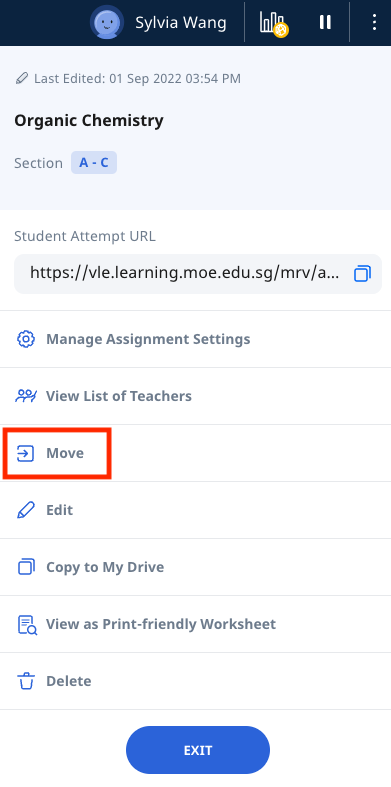 Sylvia Wang
Last Edited: 01 Sep 2022 03:54 PM
Organic Chemistry
Section A - C
Student Attempt URL
https://vle.learning.moe.edu.sg/mrv/a...
Manage Assignment Settings
View List of Teachers
Move
Edit
Copy to My Drive
View as Print-friendly Worksheet
Delete
EXIT